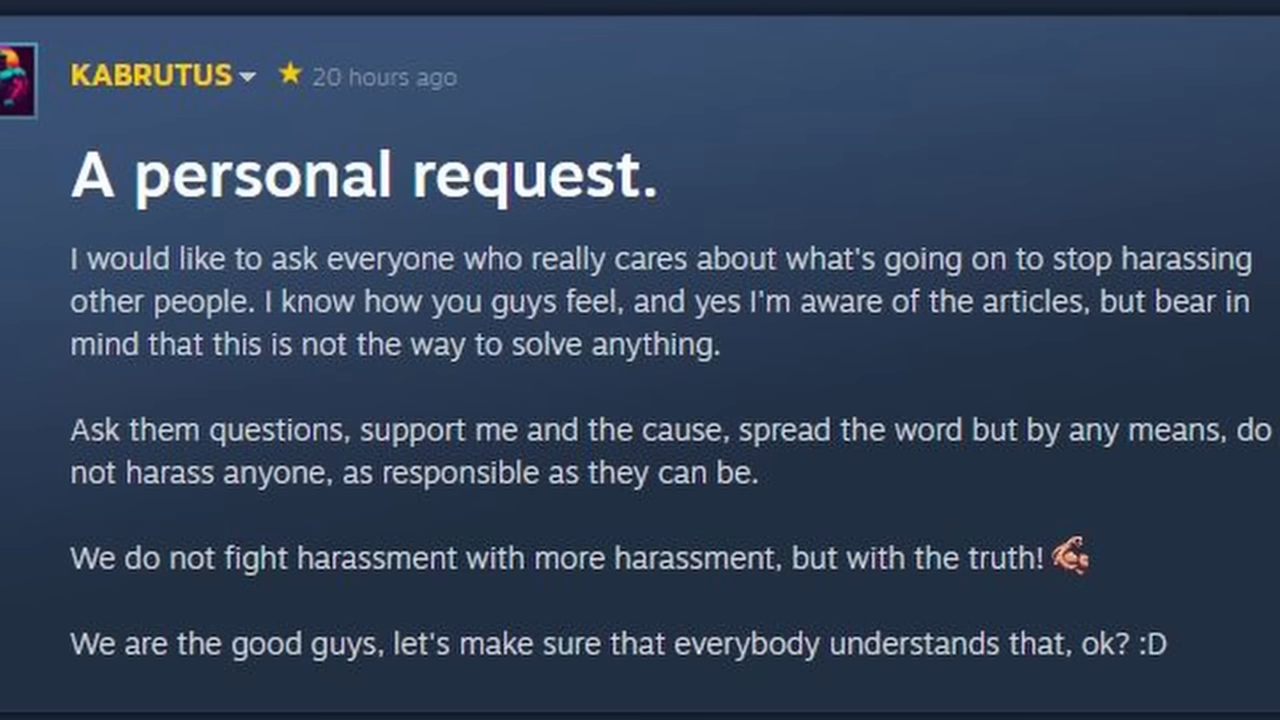 KABRUTUS 20 hours ago
A personal request.
I would like to ask everyone who really cares about what's going on to stop harassing
other people. I know how you guys feel, and yes I'm aware of the articles, but bear in
mind that this is not the way to solve anything.
Ask them questions, support me and the cause, spread the word but by any means, do
not harass anyone, as responsible as they can be.
We do not fight harassment with more harassment, but with the truth!
We are the good guys, let's make sure that everybody understands that, ok? :D